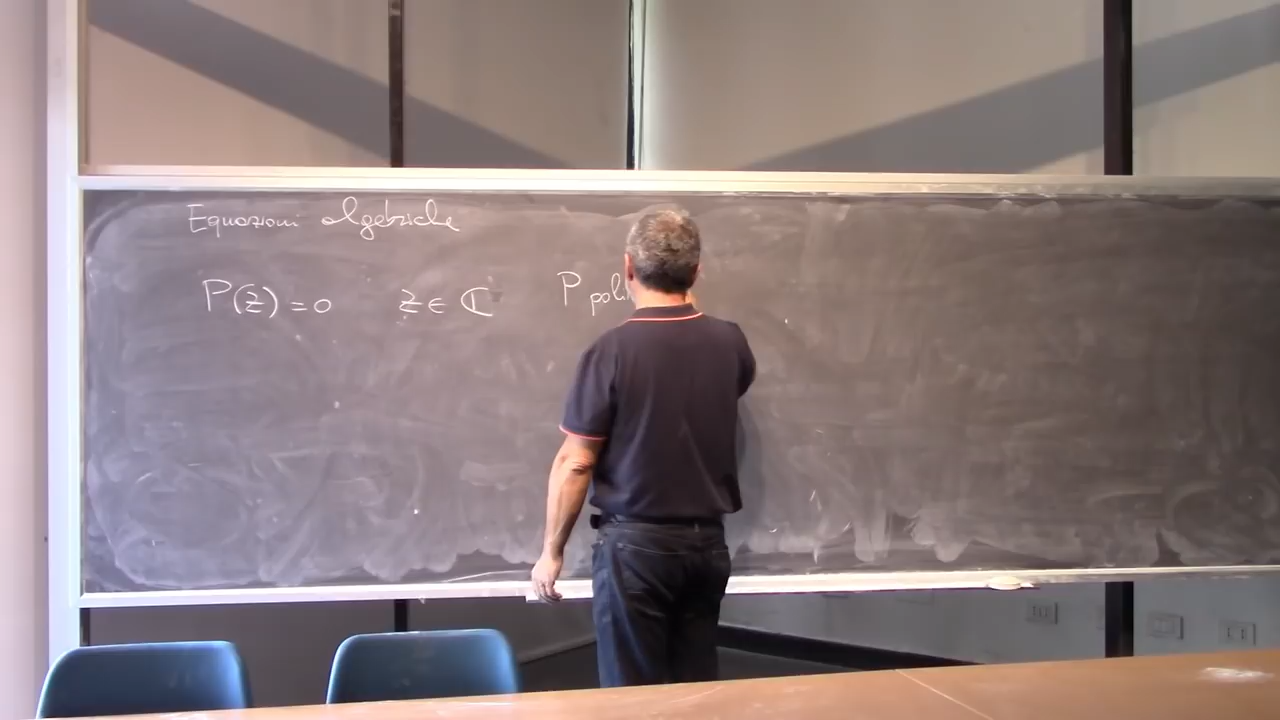 Equazioni algebriche
P(z) = 0 z ∈ ℂ P poli